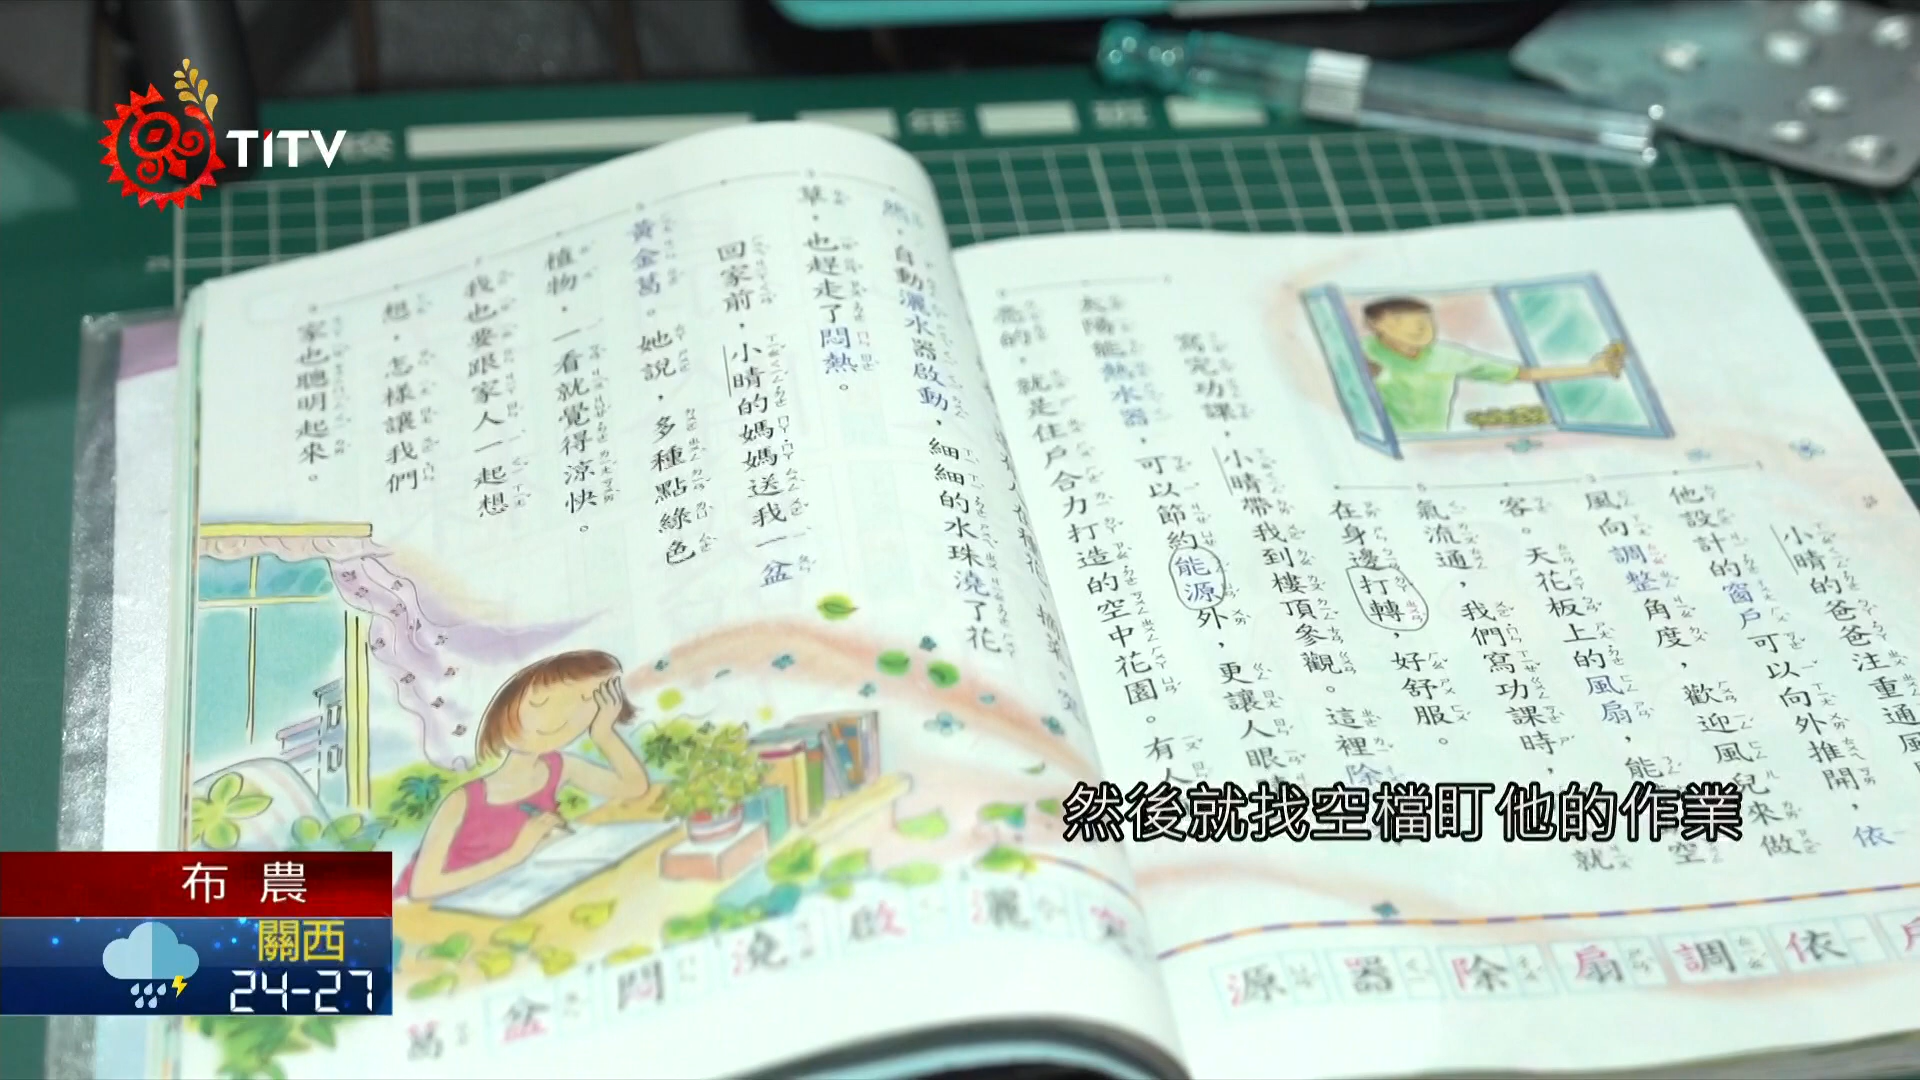 TiTV
年 班
小晴的爸爸注重通風
他設計的窗戶可以向外推開，依
風向調整角度，歡迎風兒來做
客。天花板上的風扇，能
氣流通，我們寫功課時，就
在身邊打轉，好舒服。這裡除
寫完功課，小晴帶我到樓頂參觀。
太陽能熱水器，可以節約能源外，更讓人眼睛
亮的，就是住戶合力打造的空中花園。有人
然，自動灑水器啟動，細細的水珠澆了花
草，也趕走了悶熱。
回家前，小晴的媽媽送我一盆
黃金葛。她說，多種點綠色
植物，一看就覺得涼快。
我也要跟家人一起想
想，怎樣讓我們
家也聰明起來。
源 器 除 扇 調 依 戶
葛 盆 悶 澆 啟 灑
然後就找空檔盯他的作業
布農
關西
24-27